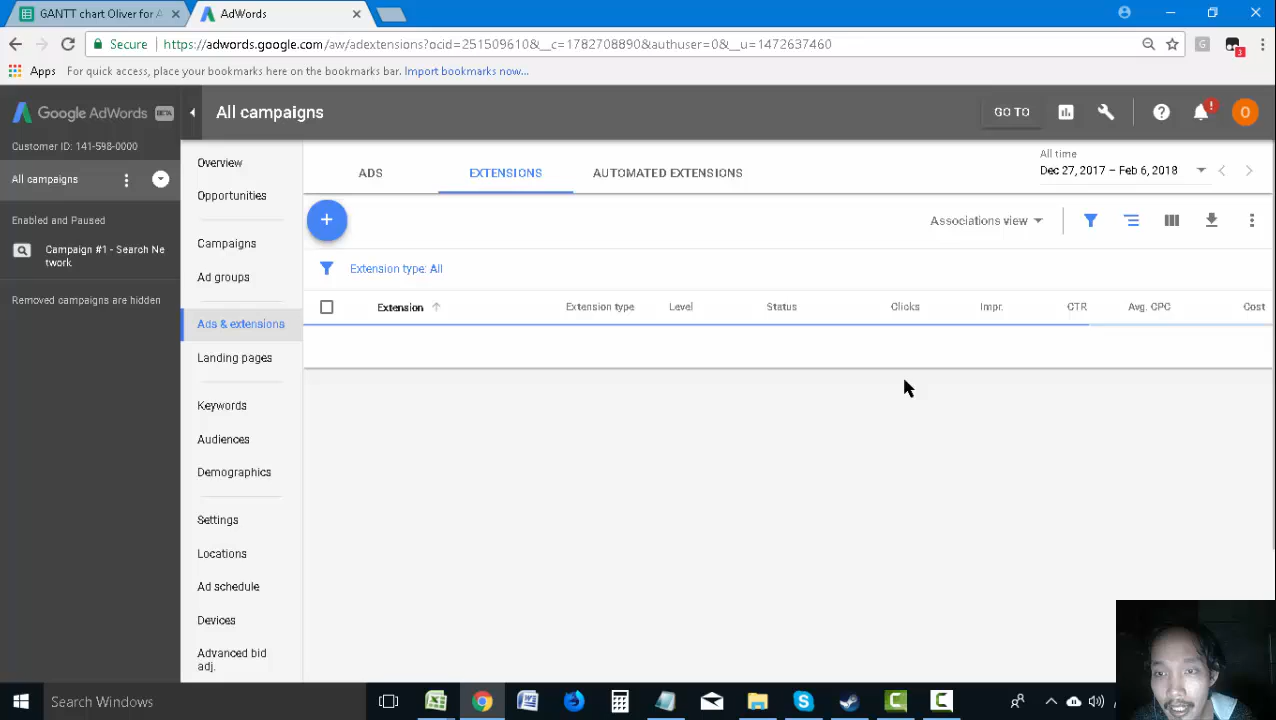 GANTT chart Oliver for A
AdWords
Secure
https://adwords.google.com/aw/adextensions?ocid=251509610&__c=1782708890&authuser=0&__u=1472637460
Apps
For quick access, place your bookmarks here on the bookmarks bar. Import bookmarks now...
Google AdWords BETA
All campaigns
GO TO
O
Customer ID: 141-598-0000
All campaigns
Enabled and Paused
Campaign #1 - Search Ne
twork
Removed campaigns are hidden
Overview
Opportunities
Campaigns
Ad groups
Ads & extensions
Landing pages
Keywords
Audiences
Demographics
Settings
Locations
Ad schedule
Devices
Advanced bid
adj.
ADS
EXTENSIONS
AUTOMATED EXTENSIONS
All time
Dec 27, 2017 – Feb 6, 2018
Associations view
Extension type: All
Extension
Extension type
Level
Status
Clicks
Impr.
CTR
Avg. CPC
Cost
Search Windows